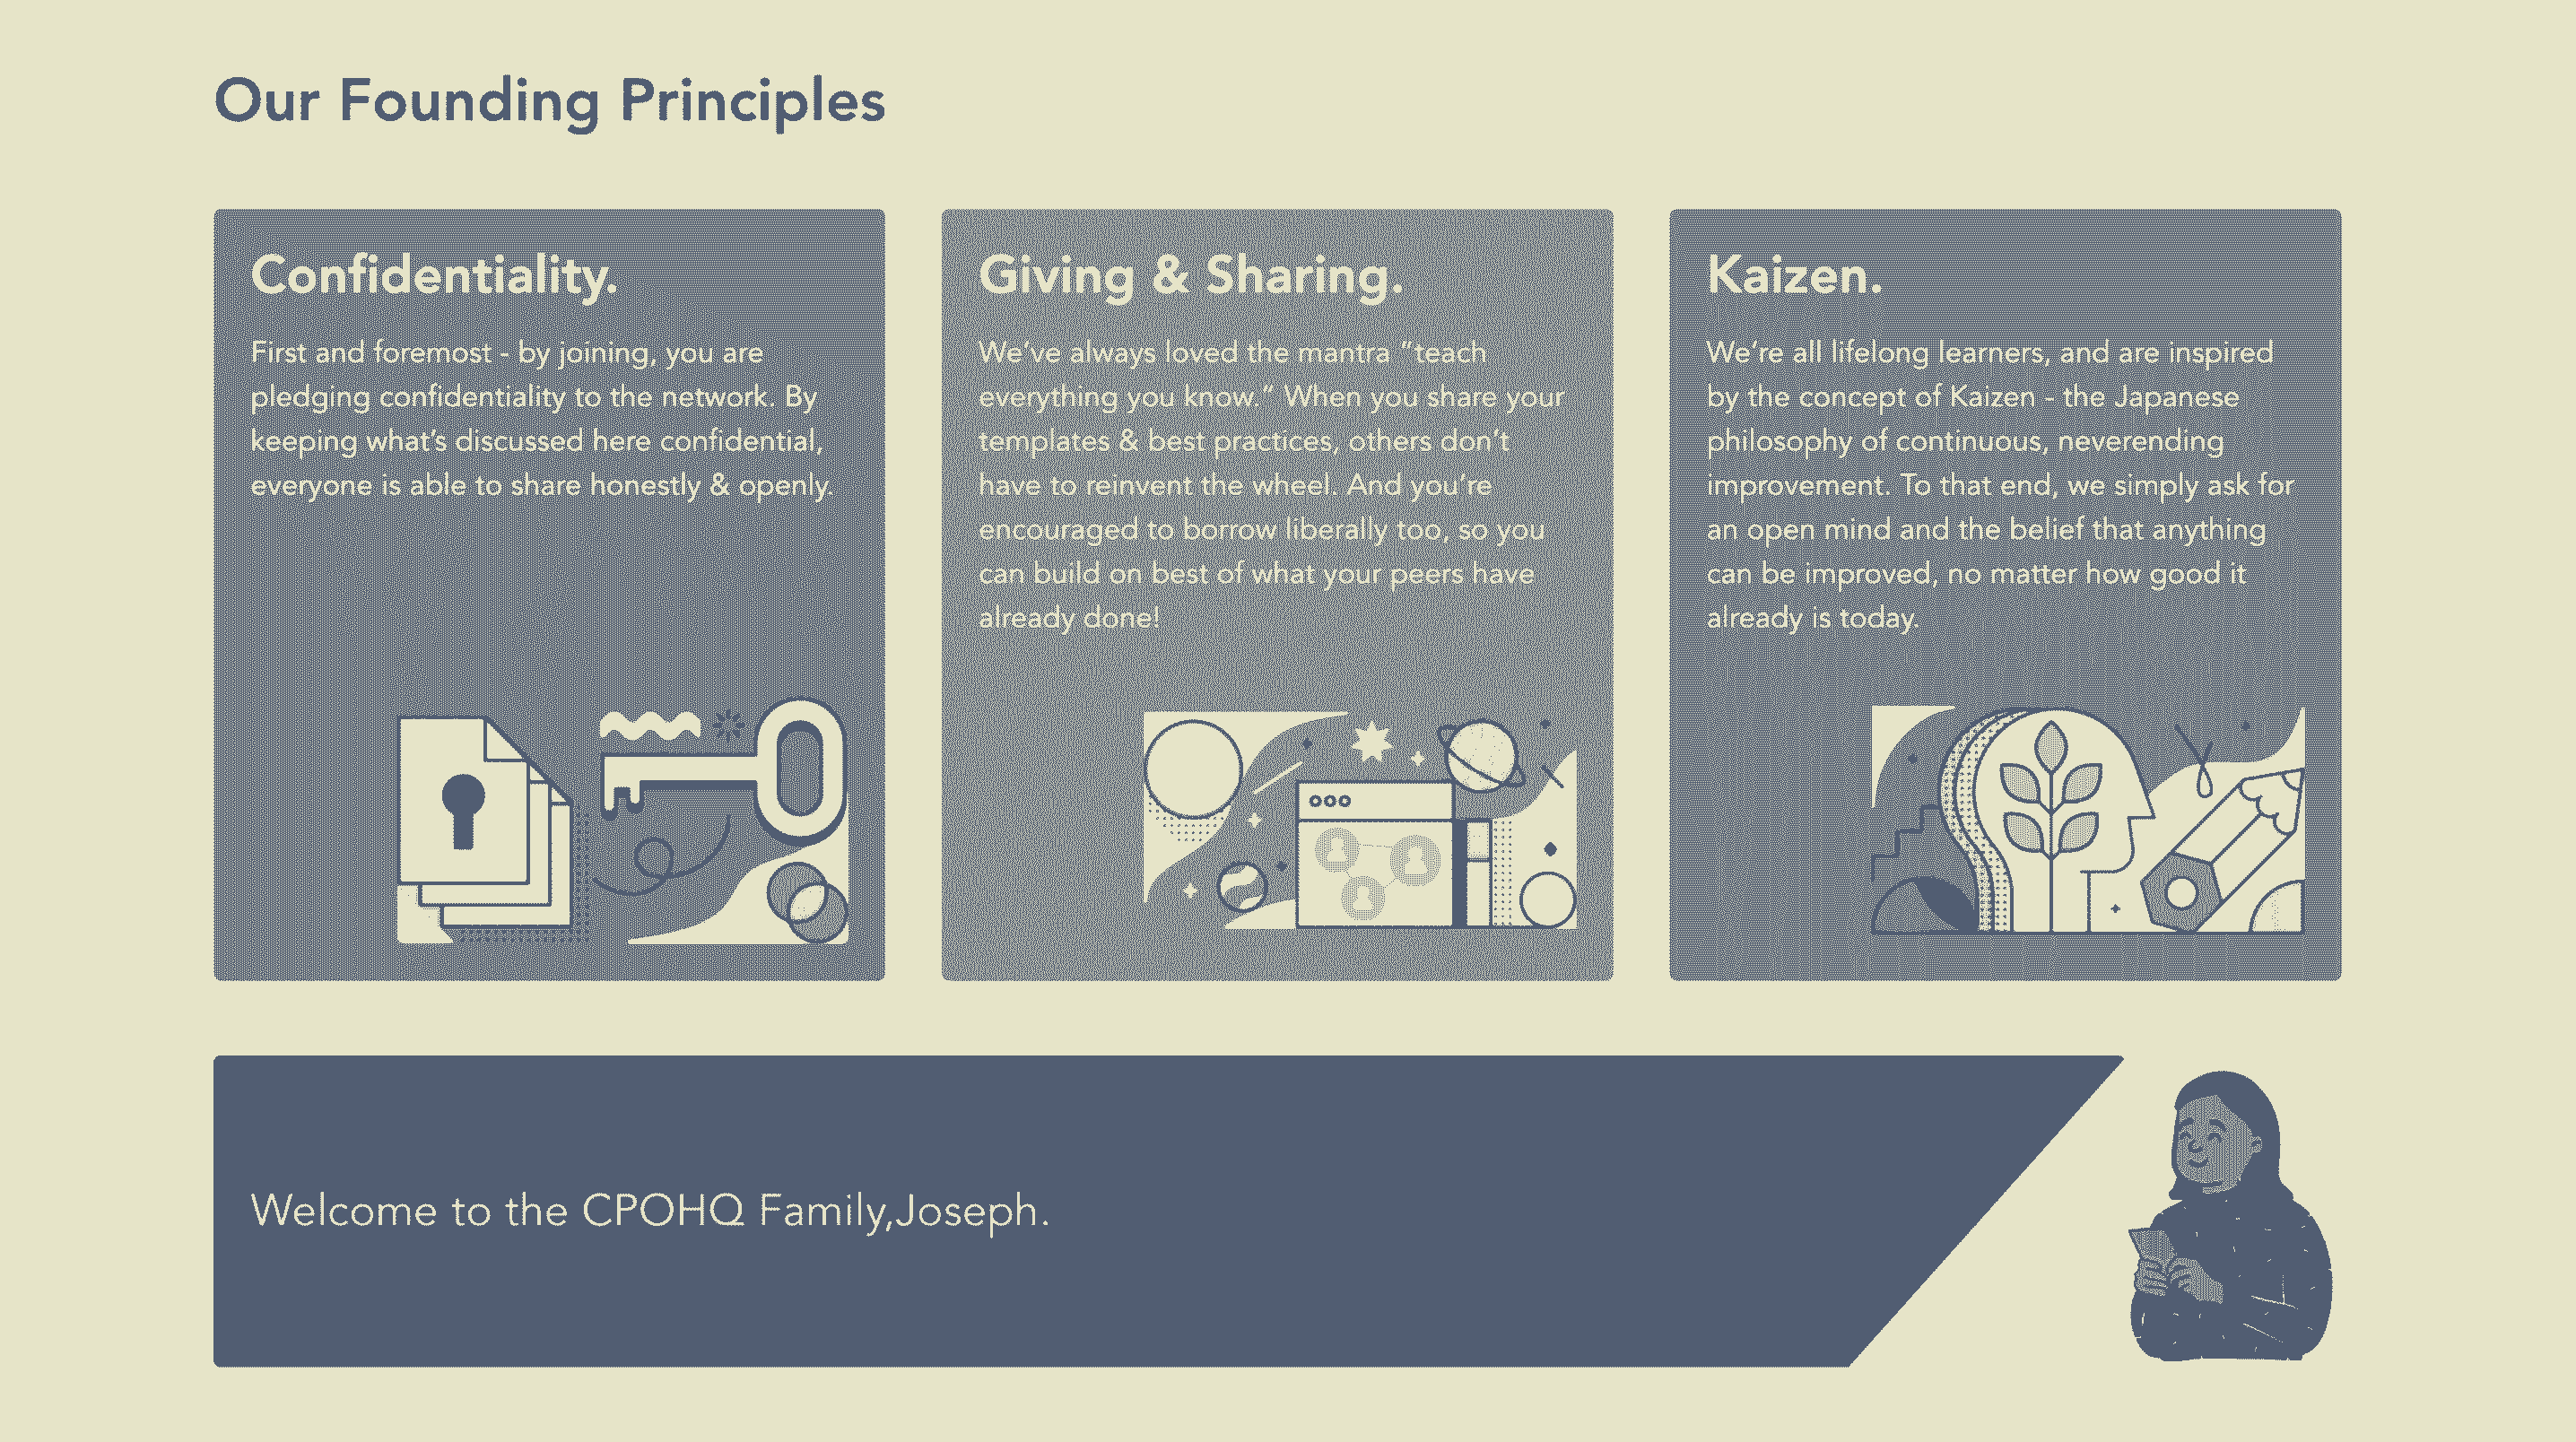 Our Founding Principles
Confidentiality.
First and foremost - by joining, you are
pledging confidentiality to the network. By
keeping what's discussed here confidential,
everyone is able to share honestly & openly.
Giving & Sharing.
We've always loved the mantra "teach
everything you know." When you share your
templates & best practices, others don't
have to reinvent the wheel. And you're
encouraged to borrow liberally too, so you
can build on best of what your peers have
already done!
Kaizen.
We're all lifelong learners, and are inspired
by the concept of Kaizen - the Japanese
philosophy of continuous, neverending
improvement. To that end, we simply ask for
an open mind and the belief that anything
can be improved, no matter how good it
already is today.
Welcome to the CPOHQ Family,Joseph.